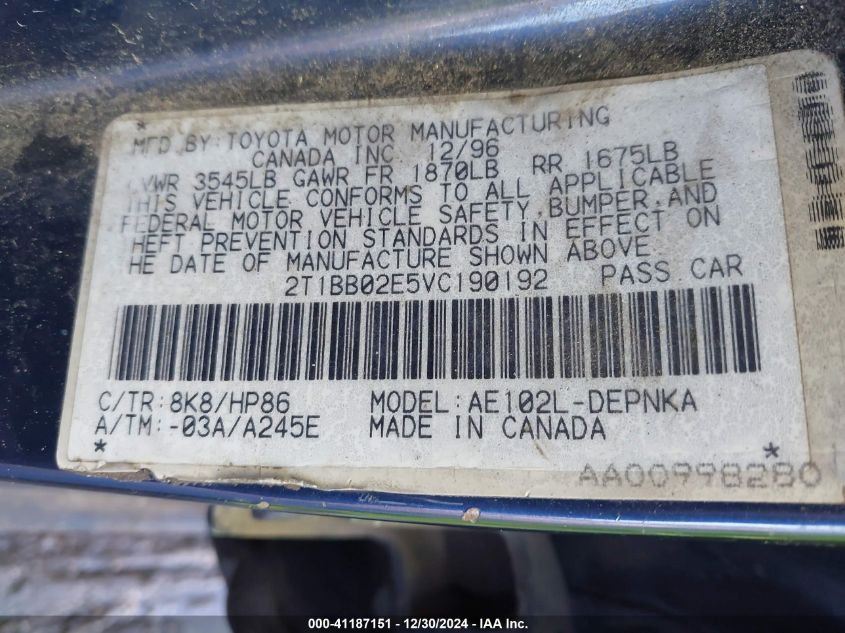 *
MFD BY: TOYOTA MOTOR MANUFACTURING
CANADA INC 12/96
GVWR 3545LB GAWR FR 1870LB RR 1675LB
THIS VEHICLE CONFORMS TO ALL APPLICABLE
FEDERAL MOTOR VEHICLE SAFETY, BUMPER, AND
THEFT PREVENTION STANDARDS IN EFFECT ON
HE DATE OF MANUFACTURE SHOWN ABOVE
2T1BB02E5VC190192 PASS CAR
C/TR:8K8/HP86 MODEL:AE102L-DEPNKA
A/TM:-03A/A245E MADE IN CANADA
* *
AA00998280
000-41187151 - 12/30/2024 - IAA Inc.